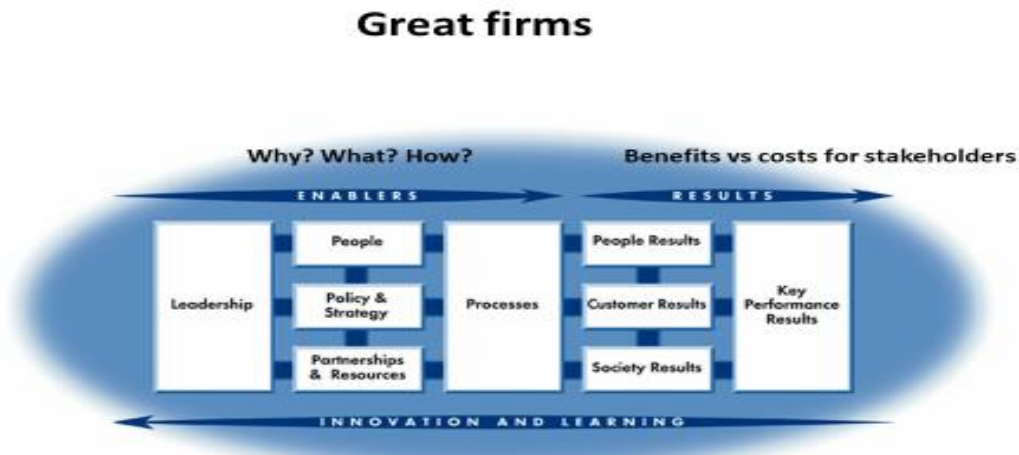 Great firms
Why? What? How?
Benefits vs costs for stakeholders
ENABLERS
RESULTS
Leadership
People
Policy &
Strategy
Partnerships
& Resources
Processes
People Results
Customer Results
Society Results
Key
Performance
Results
INNOVATION AND LEARNING